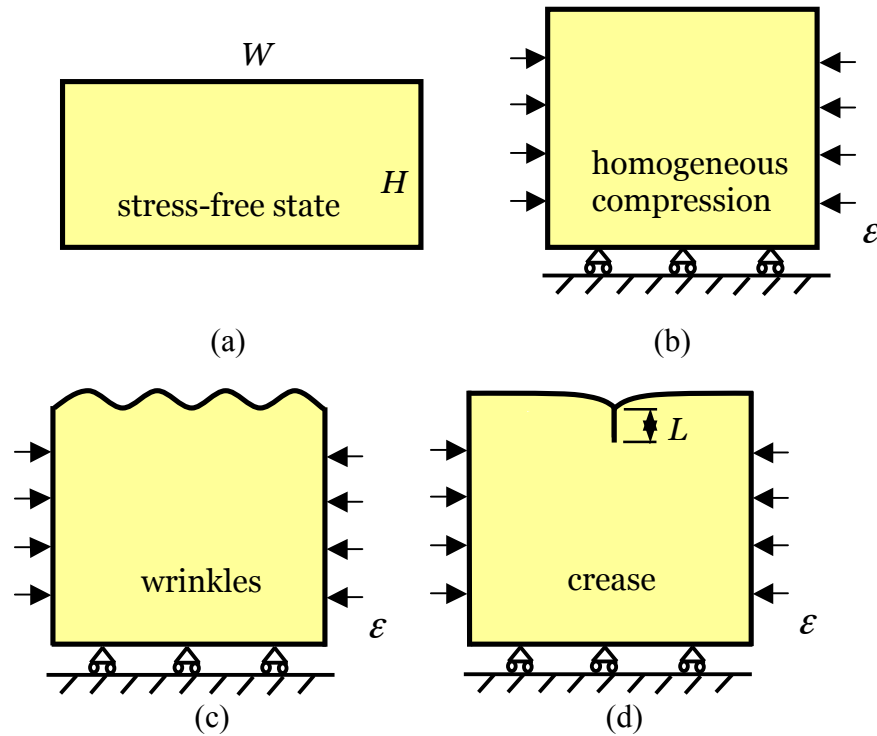 W
H
stress-free state
(a)
homogeneous
compression
ε
(b)
wrinkles
ε
(c)
L
crease
ε
(d)